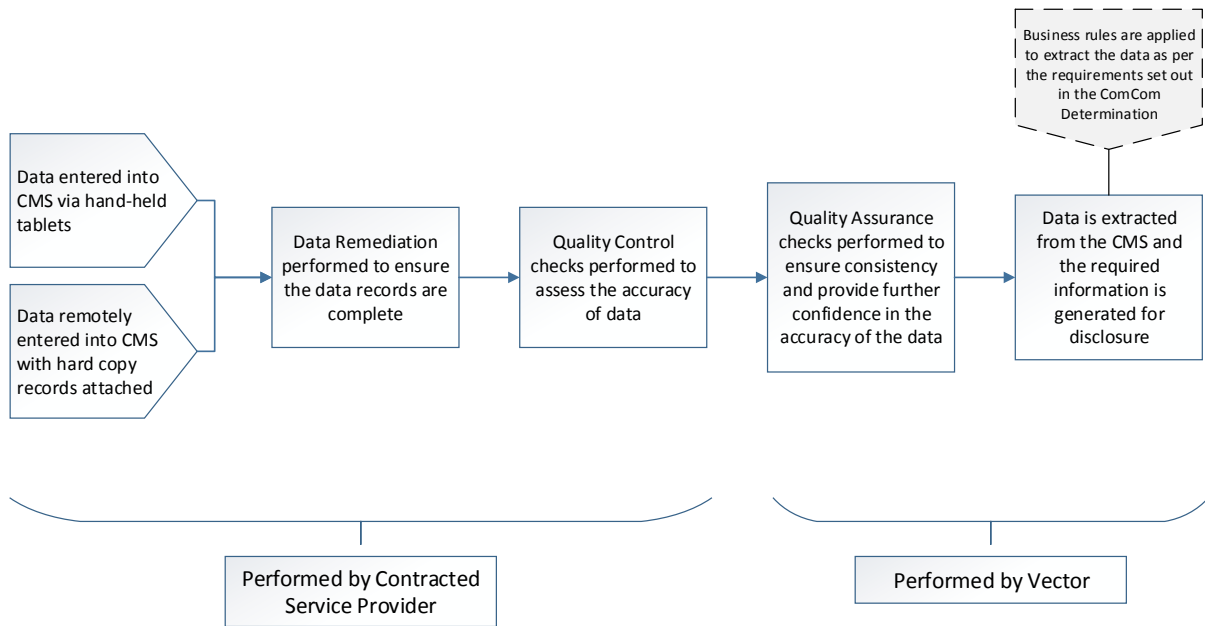 Business rules are applied
to extract the data as per
the requirements set out
in the ComCom
Determination
Data entered into
CMS via hand-held
tablets
Data remotely
entered into CMS
with hard copy
records attached
Data Remediation
performed to ensure
the data records are
complete
Quality Control
checks performed to
assess the accuracy
of data
Quality Assurance
checks performed to
ensure consistency
and provide further
confidence in the
accuracy of the data
Data is extracted
from the CMS and
the required
information is
generated for
disclosure
Performed by Contracted
Service Provider
Performed by Vector